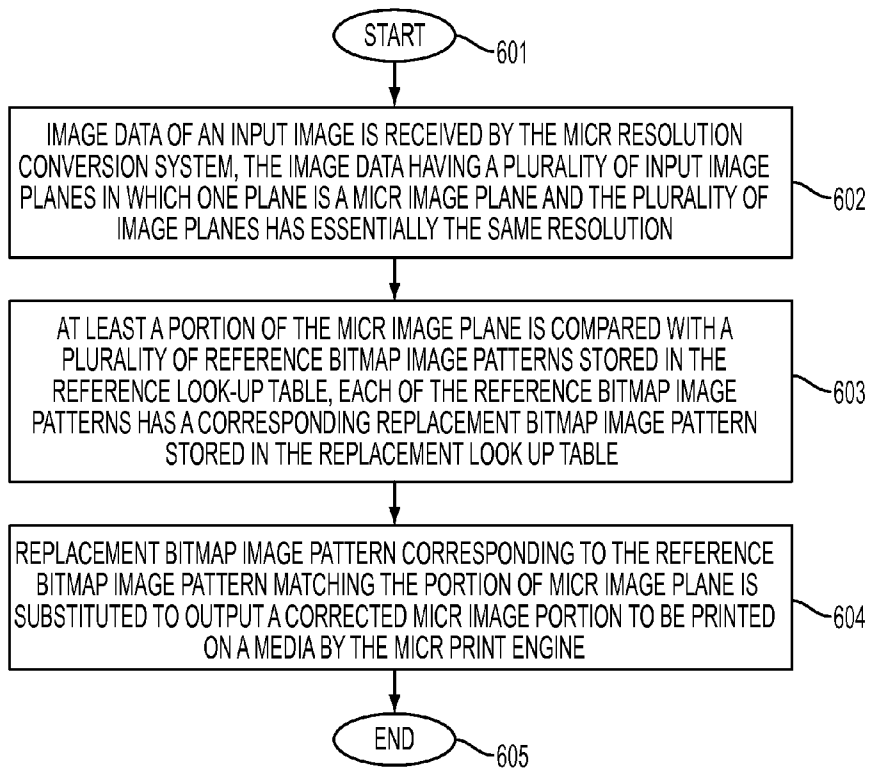 START
601
IMAGE DATA OF AN INPUT IMAGE IS RECEIVED BY THE MICR RESOLUTION
CONVERSION SYSTEM, THE IMAGE DATA HAVING A PLURALITY OF INPUT IMAGE
PLANES IN WHICH ONE PLANE IS A MICR IMAGE PLANE AND THE PLURALITY OF
IMAGE PLANES HAS ESSENTIALLY THE SAME RESOLUTION
602
AT LEAST A PORTION OF THE MICR IMAGE PLANE IS COMPARED WITH A
PLURALITY OF REFERENCE BITMAP IMAGE PATTERNS STORED IN THE
REFERENCE LOOK-UP TABLE, EACH OF THE REFERENCE BITMAP IMAGE
PATTERNS HAS A CORRESPONDING REPLACEMENT BITMAP IMAGE PATTERN
STORED IN THE REPLACEMENT LOOK UP TABLE
603
REPLACEMENT BITMAP IMAGE PATTERN CORRESPONDING TO THE REFERENCE
BITMAP IMAGE PATTERN MATCHING THE PORTION OF MICR IMAGE PLANE IS
SUBSTITUTED TO OUTPUT A CORRECTED MICR IMAGE PORTION TO BE PRINTED
ON A MEDIA BY THE MICR PRINT ENGINE
604
END
605